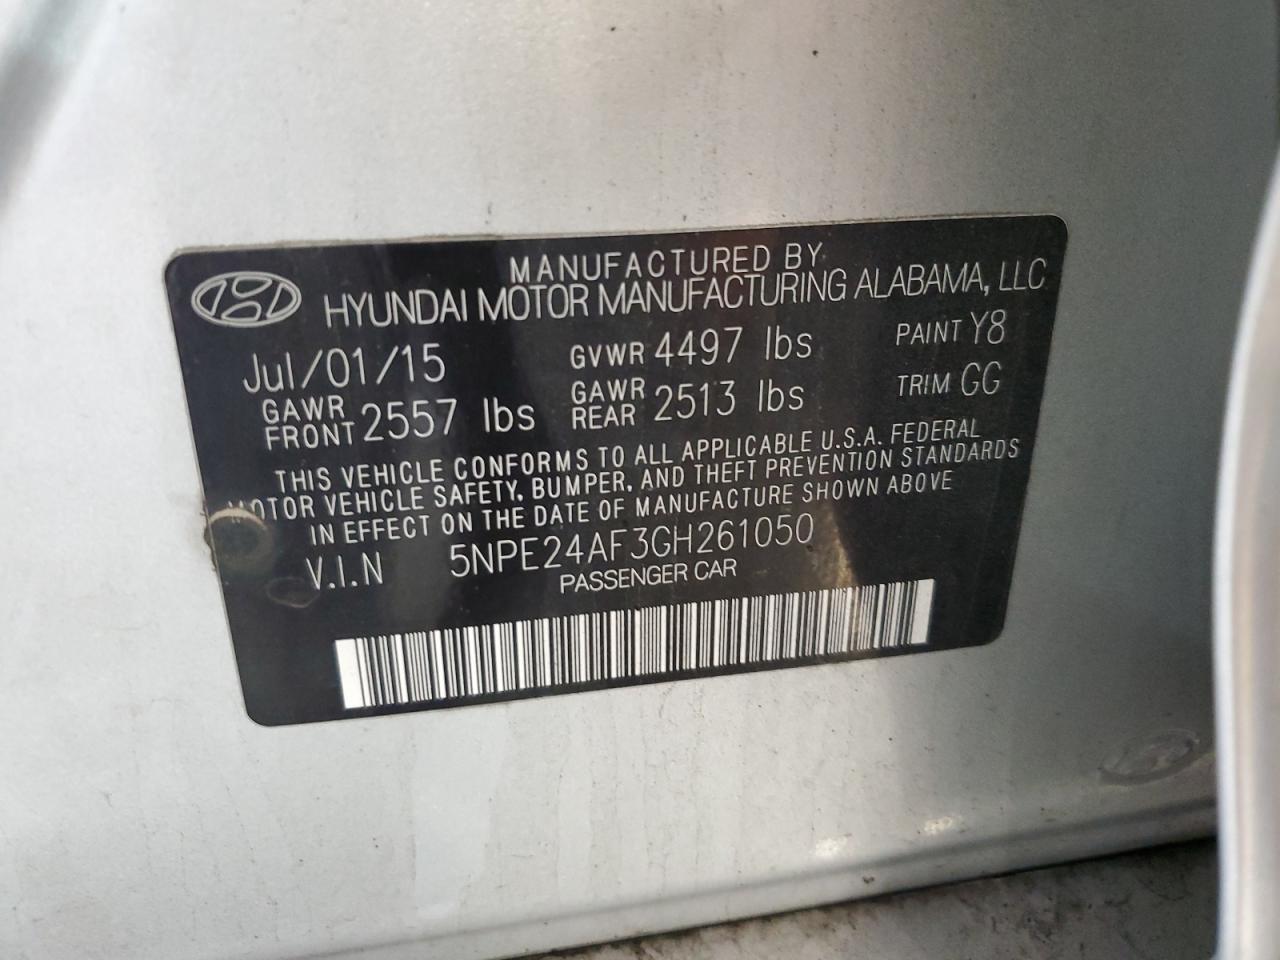 MANUFACTURED BY
HYUNDAI MOTOR MANUFACTURING ALABAMA, LLC
Jul/01/15 GVWR 4497 lbs PAINT Y8
GAWR FRONT 2557 lbs GAWR REAR 2513 lbs TRIM GG
THIS VEHICLE CONFORMS TO ALL APPLICABLE U.S.A. FEDERAL
MOTOR VEHICLE SAFETY, BUMPER, AND THEFT PREVENTION STANDARDS
IN EFFECT ON THE DATE OF MANUFACTURE SHOWN ABOVE
V.I.N 5NPE24AF3GH261050
PASSENGER CAR